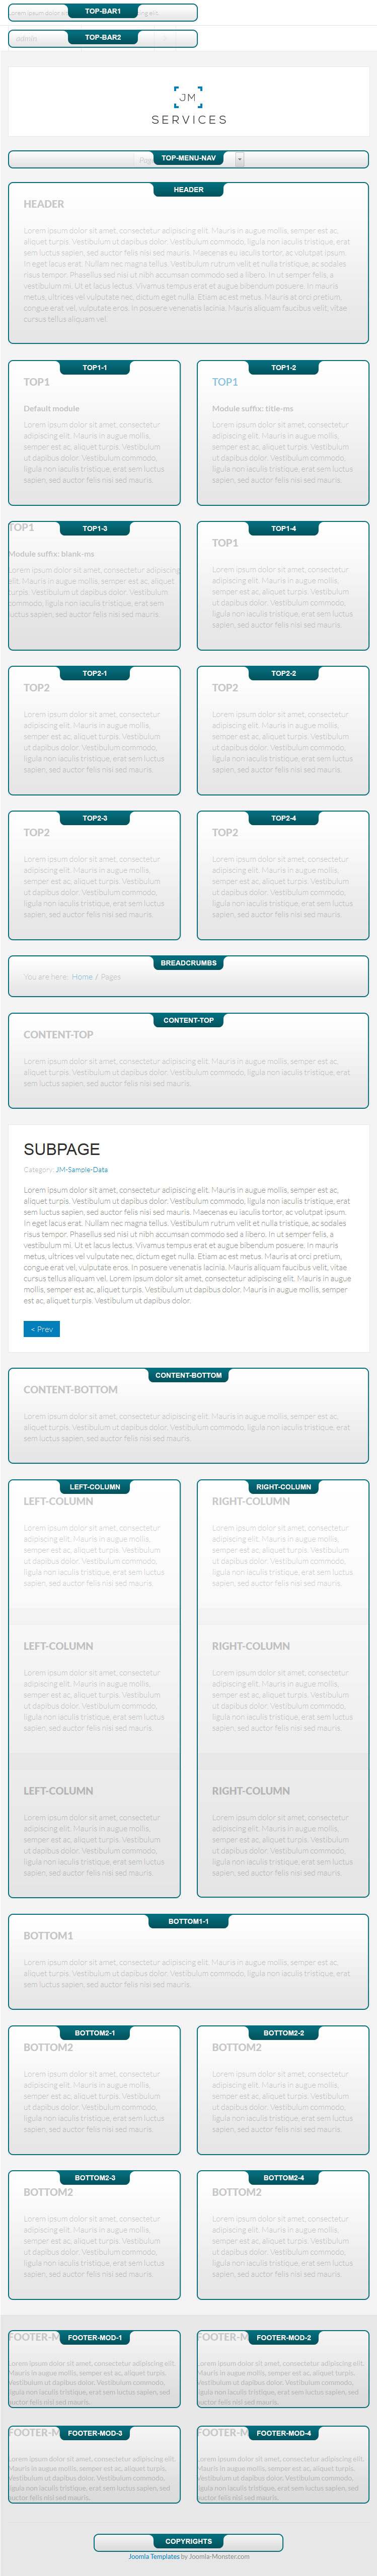 TOP-BAR1
TOP-BAR2
JM
SERVICES
TOP-MENU-NAV
HEADER
HEADER
Lorem ipsum dolor sit amet, consectetur adipiscing elit. Mauris in augue mollis, semper est ac,
aliquet turpis. Vestibulum ut dapibus dolor. Vestibulum commodo, ligula non iaculis tristique, erat
sem luctus sapien, sed auctor felis nisi sed mauris. Maecenas eu iaculis tortor, ac volutpat ipsum.
In eget lacus erat. Nullam nec magna tellus. Vestibulum rutrum velit et nulla tristique, ac sodales
risus tempor. Phasellus sed nisi ut nibh accumsan commodo sed a libero. In ut semper felis, a
vestibulum mi. Ut et lacus lectus. Vivamus tempus erat et augue bibendum posuere. In mauris
metus, ultrices vel vulputate nec, dictum eget nulla. Etiam ac est metus. Mauris at orci pretium,
congue erat vel, vulputate eros. In posuere venenatis lacinia. Mauris aliquam faucibus velit, vitae
cursus tellus aliquam vel.
TOP1-1
TOP1
Default module
Lorem ipsum dolor sit amet, consectetur
adipiscing elit. Mauris in augue mollis,
semper est ac, aliquet turpis. Vestibulum
ut dapibus dolor. Vestibulum commodo,
ligula non iaculis tristique, erat sem luctus
sapien, sed auctor felis nisi sed mauris.
TOP1-2
TOP1
Module suffix: title-ms
Lorem ipsum dolor sit amet, consectetur
adipiscing elit. Mauris in augue mollis,
semper est ac, aliquet turpis. Vestibulum
ut dapibus dolor. Vestibulum commodo,
ligula non iaculis tristique, erat sem luctus
sapien, sed auctor felis nisi sed mauris.
TOP1-3
TOP1
Module suffix: blank-ms
Lorem ipsum dolor sit amet, consectetur adipiscing
elit. Mauris in augue mollis, semper est ac, aliquet
turpis. Vestibulum ut dapibus dolor. Vestibulum
commodo, ligula non iaculis tristique, erat sem
luctus sapien, sed auctor felis nisi sed mauris.
TOP1-4
TOP1
Lorem ipsum dolor sit amet, consectetur
adipiscing elit. Mauris in augue mollis,
semper est ac, aliquet turpis. Vestibulum
ut dapibus dolor. Vestibulum commodo,
ligula non iaculis tristique, erat sem luctus
sapien, sed auctor felis nisi sed mauris.
TOP2-1
TOP2
Lorem ipsum dolor sit amet, consectetur
adipiscing elit. Mauris in augue mollis,
semper est ac, aliquet turpis. Vestibulum
ut dapibus dolor. Vestibulum commodo,
ligula non iaculis tristique, erat sem luctus
sapien, sed auctor felis nisi sed mauris.
TOP2-2
TOP2
Lorem ipsum dolor sit amet, consectetur
adipiscing elit. Mauris in augue mollis,
semper est ac, aliquet turpis. Vestibulum
ut dapibus dolor. Vestibulum commodo,
ligula non iaculis tristique, erat sem luctus
sapien, sed auctor felis nisi sed mauris.
TOP2-3
TOP2
Lorem ipsum dolor sit amet, consectetur
adipiscing elit. Mauris in augue mollis,
semper est ac, aliquet turpis. Vestibulum
ut dapibus dolor. Vestibulum commodo,
ligula non iaculis tristique, erat sem luctus
sapien, sed auctor felis nisi sed mauris.
TOP2-4
TOP2
Lorem ipsum dolor sit amet, consectetur
adipiscing elit. Mauris in augue mollis,
semper est ac, aliquet turpis. Vestibulum
ut dapibus dolor. Vestibulum commodo,
ligula non iaculis tristique, erat sem luctus
sapien, sed auctor felis nisi sed mauris.
BREADCRUMBS
You are here: Home / Pages
CONTENT-TOP
CONTENT-TOP
Lorem ipsum dolor sit amet, consectetur adipiscing elit. Mauris in augue mollis, semper est ac,
aliquet turpis. Vestibulum ut dapibus dolor. Vestibulum commodo, ligula non iaculis tristique, erat
sem luctus sapien, sed auctor felis nisi sed mauris.
SUBPAGE
Category: JM-Sample-Data
Lorem ipsum dolor sit amet, consectetur adipiscing elit. Mauris in augue mollis, semper est ac,
aliquet turpis. Vestibulum ut dapibus dolor. Vestibulum commodo, ligula non iaculis tristique, erat
sem luctus sapien, sed auctor felis nisi sed mauris. Maecenas eu iaculis tortor, ac volutpat ipsum.
In eget lacus erat. Nullam nec magna tellus. Vestibulum rutrum velit et nulla tristique, ac sodales
risus tempor. Phasellus sed nisi ut nibh accumsan commodo sed a libero. In ut semper felis, a
vestibulum mi. Ut et lacus lectus. Vivamus tempus erat et augue bibendum posuere. In mauris
metus, ultrices vel vulputate nec, dictum eget nulla. Etiam ac est metus. Mauris at orci pretium,
congue erat vel, vulputate eros. In posuere venenatis lacinia. Mauris aliquam faucibus velit, vitae
cursus tellus aliquam vel. Lorem ipsum dolor sit amet, consectetur adipiscing elit. Mauris in augue
mollis, semper est ac, aliquet turpis. Vestibulum ut dapibus dolor. Mauris in augue mollis, semper
est ac, aliquet turpis. Vestibulum ut dapibus dolor.
< Prev
CONTENT-BOTTOM
CONTENT-BOTTOM
Lorem ipsum dolor sit amet, consectetur adipiscing elit. Mauris in augue mollis, semper est ac,
aliquet turpis. Vestibulum ut dapibus dolor. Vestibulum commodo, ligula non iaculis tristique, erat
sem luctus sapien, sed auctor felis nisi sed mauris.
LEFT-COLUMN
LEFT-COLUMN
Lorem ipsum dolor sit amet, consectetur
adipiscing elit. Mauris in augue mollis,
semper est ac, aliquet turpis. Vestibulum
ut dapibus dolor. Vestibulum commodo,
ligula non iaculis tristique, erat sem luctus
sapien, sed auctor felis nisi sed mauris.
LEFT-COLUMN
Lorem ipsum dolor sit amet, consectetur
adipiscing elit. Mauris in augue mollis,
semper est ac, aliquet turpis. Vestibulum
ut dapibus dolor. Vestibulum commodo,
ligula non iaculis tristique, erat sem luctus
sapien, sed auctor felis nisi sed mauris.
LEFT-COLUMN
Lorem ipsum dolor sit amet, consectetur
adipiscing elit. Mauris in augue mollis,
semper est ac, aliquet turpis. Vestibulum
ut dapibus dolor. Vestibulum commodo,
ligula non iaculis tristique, erat sem luctus
sapien, sed auctor felis nisi sed mauris.
RIGHT-COLUMN
RIGHT-COLUMN
Lorem ipsum dolor sit amet, consectetur
adipiscing elit. Mauris in augue mollis,
semper est ac, aliquet turpis. Vestibulum
ut dapibus dolor. Vestibulum commodo,
ligula non iaculis tristique, erat sem luctus
sapien, sed auctor felis nisi sed mauris.
RIGHT-COLUMN
Lorem ipsum dolor sit amet, consectetur
adipiscing elit. Mauris in augue mollis,
semper est ac, aliquet turpis. Vestibulum
ut dapibus dolor. Vestibulum commodo,
ligula non iaculis tristique, erat sem luctus
sapien, sed auctor felis nisi sed mauris.
RIGHT-COLUMN
Lorem ipsum dolor sit amet, consectetur
adipiscing elit. Mauris in augue mollis,
semper est ac, aliquet turpis. Vestibulum
ut dapibus dolor. Vestibulum commodo,
ligula non iaculis tristique, erat sem luctus
sapien, sed auctor felis nisi sed mauris.
BOTTOM1-1
BOTTOM1
Lorem ipsum dolor sit amet, consectetur adipiscing elit. Mauris in augue mollis, semper est ac,
aliquet turpis. Vestibulum ut dapibus dolor. Vestibulum commodo, ligula non iaculis tristique, erat
sem luctus sapien, sed auctor felis nisi sed mauris.
BOTTOM2-1
BOTTOM2
Lorem ipsum dolor sit amet, consectetur
adipiscing elit. Mauris in augue mollis,
semper est ac, aliquet turpis. Vestibulum
ut dapibus dolor. Vestibulum commodo,
ligula non iaculis tristique, erat sem luctus
sapien, sed auctor felis nisi sed mauris.
BOTTOM2-2
BOTTOM2
Lorem ipsum dolor sit amet, consectetur
adipiscing elit. Mauris in augue mollis,
semper est ac, aliquet turpis. Vestibulum
ut dapibus dolor. Vestibulum commodo,
ligula non iaculis tristique, erat sem luctus
sapien, sed auctor felis nisi sed mauris.
BOTTOM2-3
BOTTOM2
Lorem ipsum dolor sit amet, consectetur
adipiscing elit. Mauris in augue mollis,
semper est ac, aliquet turpis. Vestibulum
ut dapibus dolor. Vestibulum commodo,
ligula non iaculis tristique, erat sem luctus
sapien, sed auctor felis nisi sed mauris.
BOTTOM2-4
BOTTOM2
Lorem ipsum dolor sit amet, consectetur
adipiscing elit. Mauris in augue mollis,
semper est ac, aliquet turpis. Vestibulum
ut dapibus dolor. Vestibulum commodo,
ligula non iaculis tristique, erat sem luctus
sapien, sed auctor felis nisi sed mauris.
FOOTER-MOD-1
Lorem ipsum dolor sit amet, consectetur adipiscing elit.
Mauris in augue mollis, semper est ac, aliquet turpis.
Vestibulum ut dapibus dolor. Vestibulum commodo,
ligula non iaculis tristique, erat sem luctus sapien, sed
auctor felis nisl sed mauris.
FOOTER-MOD-2
Lorem ipsum dolor sit amet, consectetur adipiscing elit.
Mauris in augue mollis, semper est ac, aliquet turpis.
Vestibulum ut dapibus dolor. Vestibulum commodo,
ligula non iaculis tristique, erat sem luctus sapien, sed
auctor felis nisl sed mauris.
FOOTER-MOD-3
Lorem ipsum dolor sit amet, consectetur adipiscing elit.
Mauris in augue mollis, semper est ac, aliquet turpis.
Vestibulum ut dapibus dolor. Vestibulum commodo,
ligula non iaculis tristique, erat sem luctus sapien, sed
auctor felis nisl sed mauris.
FOOTER-MOD-4
Lorem ipsum dolor sit amet, consectetur adipiscing elit.
Mauris in augue mollis, semper est ac, aliquet turpis.
Vestibulum ut dapibus dolor. Vestibulum commodo,
ligula non iaculis tristique, erat sem luctus sapien, sed
auctor felis nisl sed mauris.
COPYRIGHTS
Joomla Templates by Joomla-Monster.com